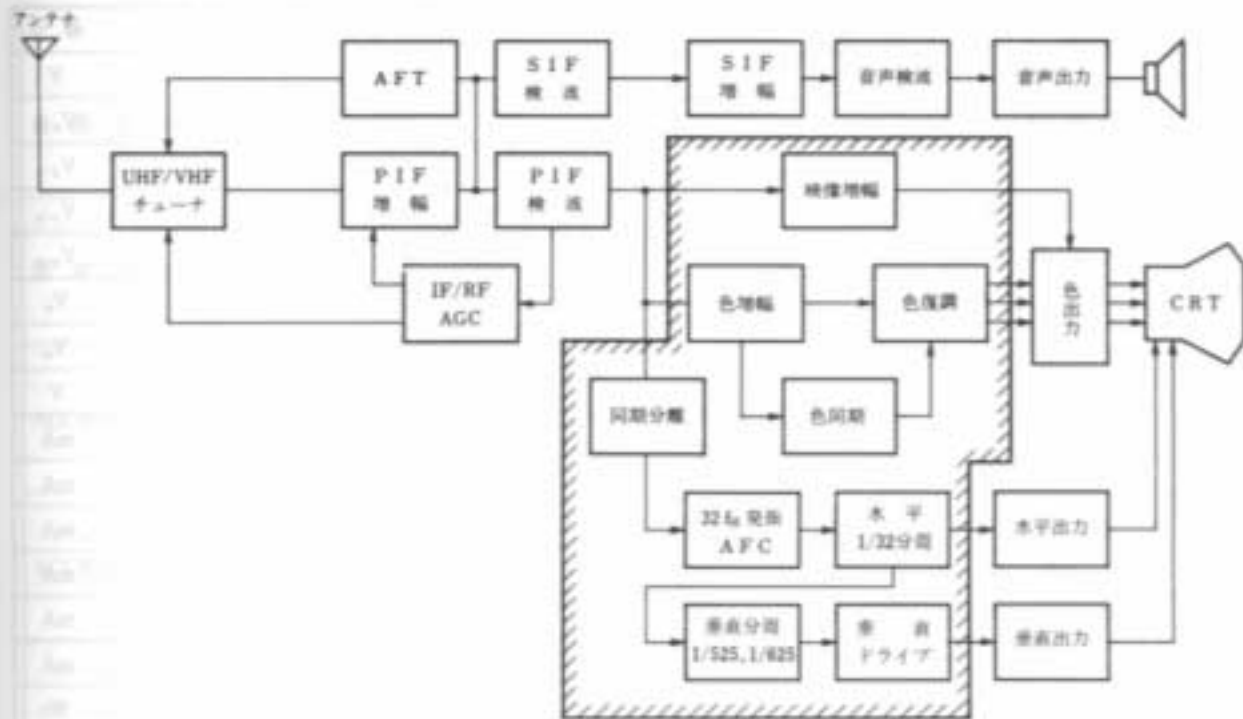 アンテナ
AFT
SIF
検波
SIF
増幅
音声検波
音声出力
UHF/VHF
チューナ
PIF
増幅
PIF
検波
映像増幅
IF/RF
AGC
色増幅
色復調
色出力
CRT
同期分離
色同期
32fH発振
AFC
水平
1/32分周
水平出力
垂直分周
1/525,1/625
垂直
ドライブ
垂直出力